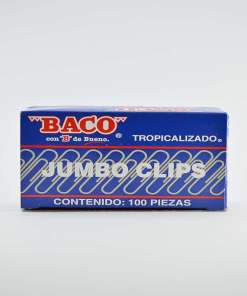 "BACO"®
con "B" de Bueno.
TROPICALIZADO®
JUMBO CLIPS
CONTENIDO: 100 PIEZAS